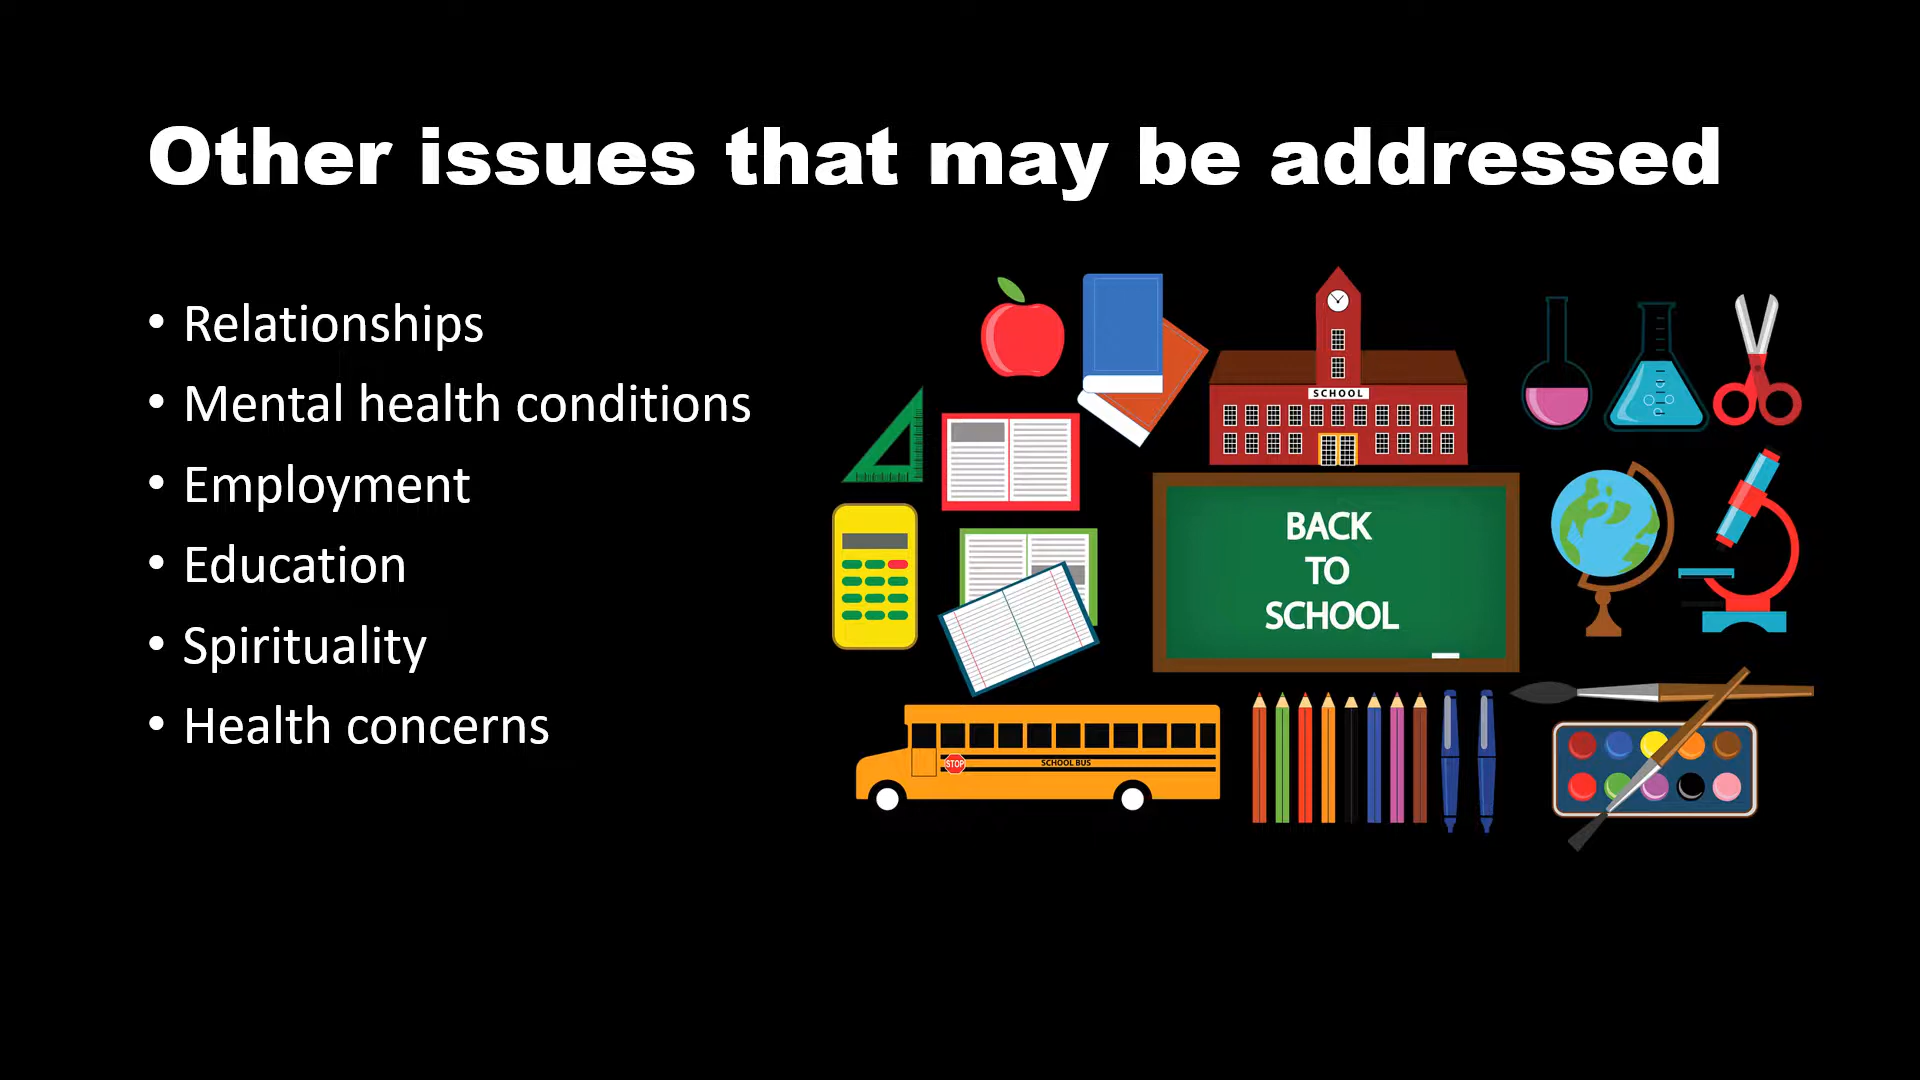 Other issues that may be addressed
• Relationships
• Mental health conditions
• Employment
• Education
• Spirituality
• Health concerns
SCHOOL
BACK
TO
SCHOOL
STOP
SCHOOL BUS